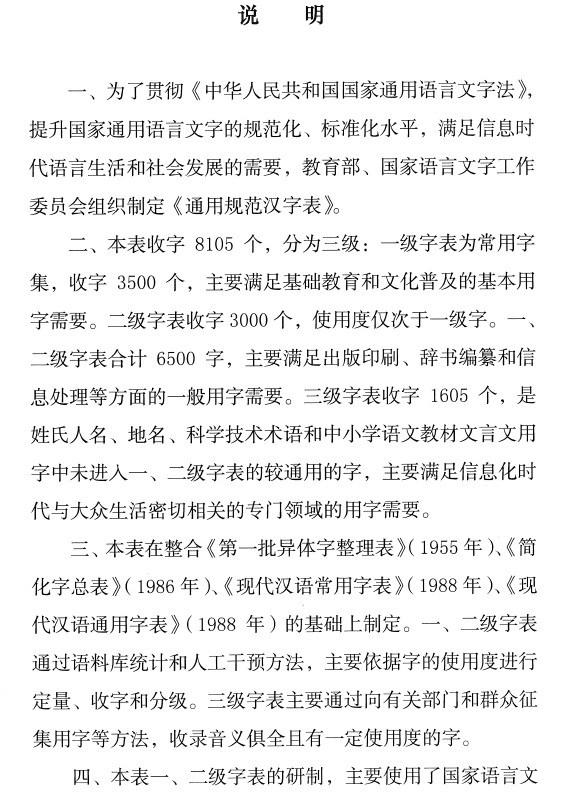 说　明
一、为了贯彻《中华人民共和国国家通用语言文字法》，
提升国家通用语言文字的规范化、标准化水平，满足信息时
代语言生活和社会发展的需要，教育部、国家语言文字工作
委员会组织制定《通用规范汉字表》。
二、本表收字 8105 个，分为三级：一级字表为常用字
集，收字 3500 个，主要满足基础教育和文化普及的基本用
字需要。二级字表收字3000个，使用度仅次于一级字。一、
二级字表合计 6500 字，主要满足出版印刷、辞书编纂和信
息处理等方面的一般用字需要。三级字表收字 1605 个，是
姓氏人名、地名、科学技术术语和中小学语文教材文言文用
字中未进入一、二级字表的较通用的字，主要满足信息化时
代与大众生活密切相关的专门领域的用字需要。
三、本表在整合《第一批异体字整理表》（1955年）、《简
化字总表》（1986年）、《现代汉语常用字表》（1988年）、《现
代汉语通用字表》（1988 年）的基础上制定。一、二级字表
通过语料库统计和人工干预方法，主要依据字的使用度进行
定量、收字和分级。三级字表主要通过向有关部门和群众征
集用字等方法，收录音义俱全且有一定使用度的字。
四、本表一、二级字表的研制，主要使用了国家语言文